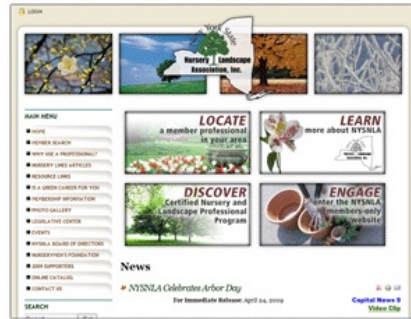 LOGIN
New York State
Nursery Landscape
Association, Inc.
MAIN MENU
HOME
MEMBER SEARCH
WHY USE A PROFESSIONAL?
NURSERY LINES ARTICLES
RESOURCE LINKS
IS A GREEN CAREER FOR YOU
MEMBERSHIP INFORMATION
PHOTO GALLERY
LEGISLATIVE CENTER
EVENTS
NYSNLA BOARD OF DIRECTORS
NURSERYMEN'S FOUNDATION
2009 SUPPORTERS
ONLINE CATALOG
CONTACT US
SEARCH
LOCATE
a member professional
in your area
LEARN
more about NYSNLA
DISCOVER
Certified Nursery and
Landscape Professional
Program
ENGAGE
enter the NYSNLA
members-only
website
News
NYSNLA Celebrates Arbor Day
For Immediate Release: April 24, 2009
Capital News 9
Video Clip